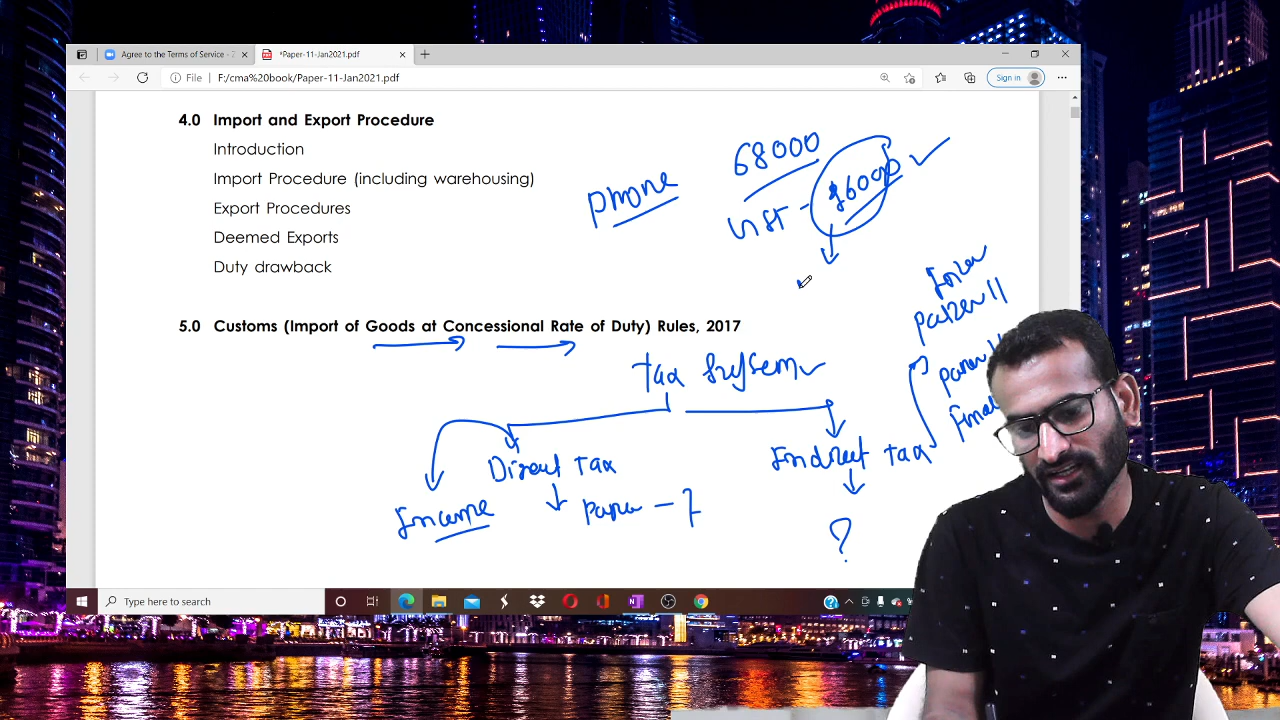 Agree to the Terms of Service - Z
*Paper-11-Jan2021.pdf
File F:/cma%20book/Paper-11-Jan2021.pdf
Sign in
4.0 Import and Export Procedure
Introduction
Import Procedure (including warehousing)
Export Procedures
Deemed Exports
Duty drawback
phone 68000
GST - 16000
Inter
paper 11
5.0 Customs (Import of Goods at Concessional Rate of Duty) Rules, 2017
tax system
Direct Tax
Indirect tax
Income
paper - 7
?
Final
Type here to search